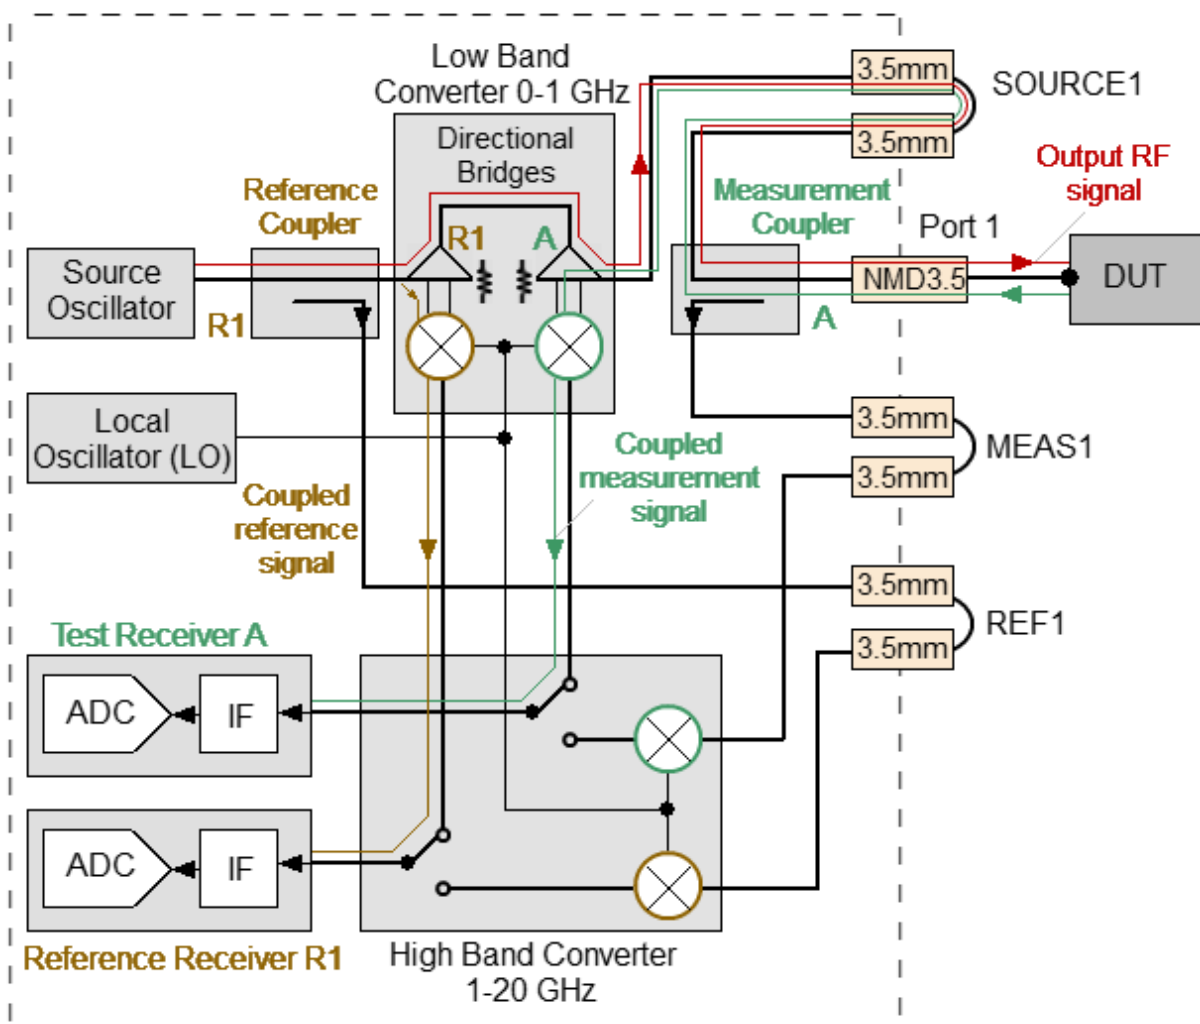 Low Band
Converter 0-1 GHz
Directional
Bridges
3.5mm
3.5mm
SOURCE1
Output RF
signal
Reference
Coupler
Measurement
Coupler
Port 1
R1
A
Source
Oscillator
R1
NMD3.5
A
DUT
Local
Oscillator (LO)
3.5mm
3.5mm
MEAS1
Coupled
measurement
signal
Coupled
reference
signal
3.5mm
3.5mm
REF1
Test Receiver A
ADC
IF
ADC
IF
Reference Receiver R1
High Band Converter
1-20 GHz